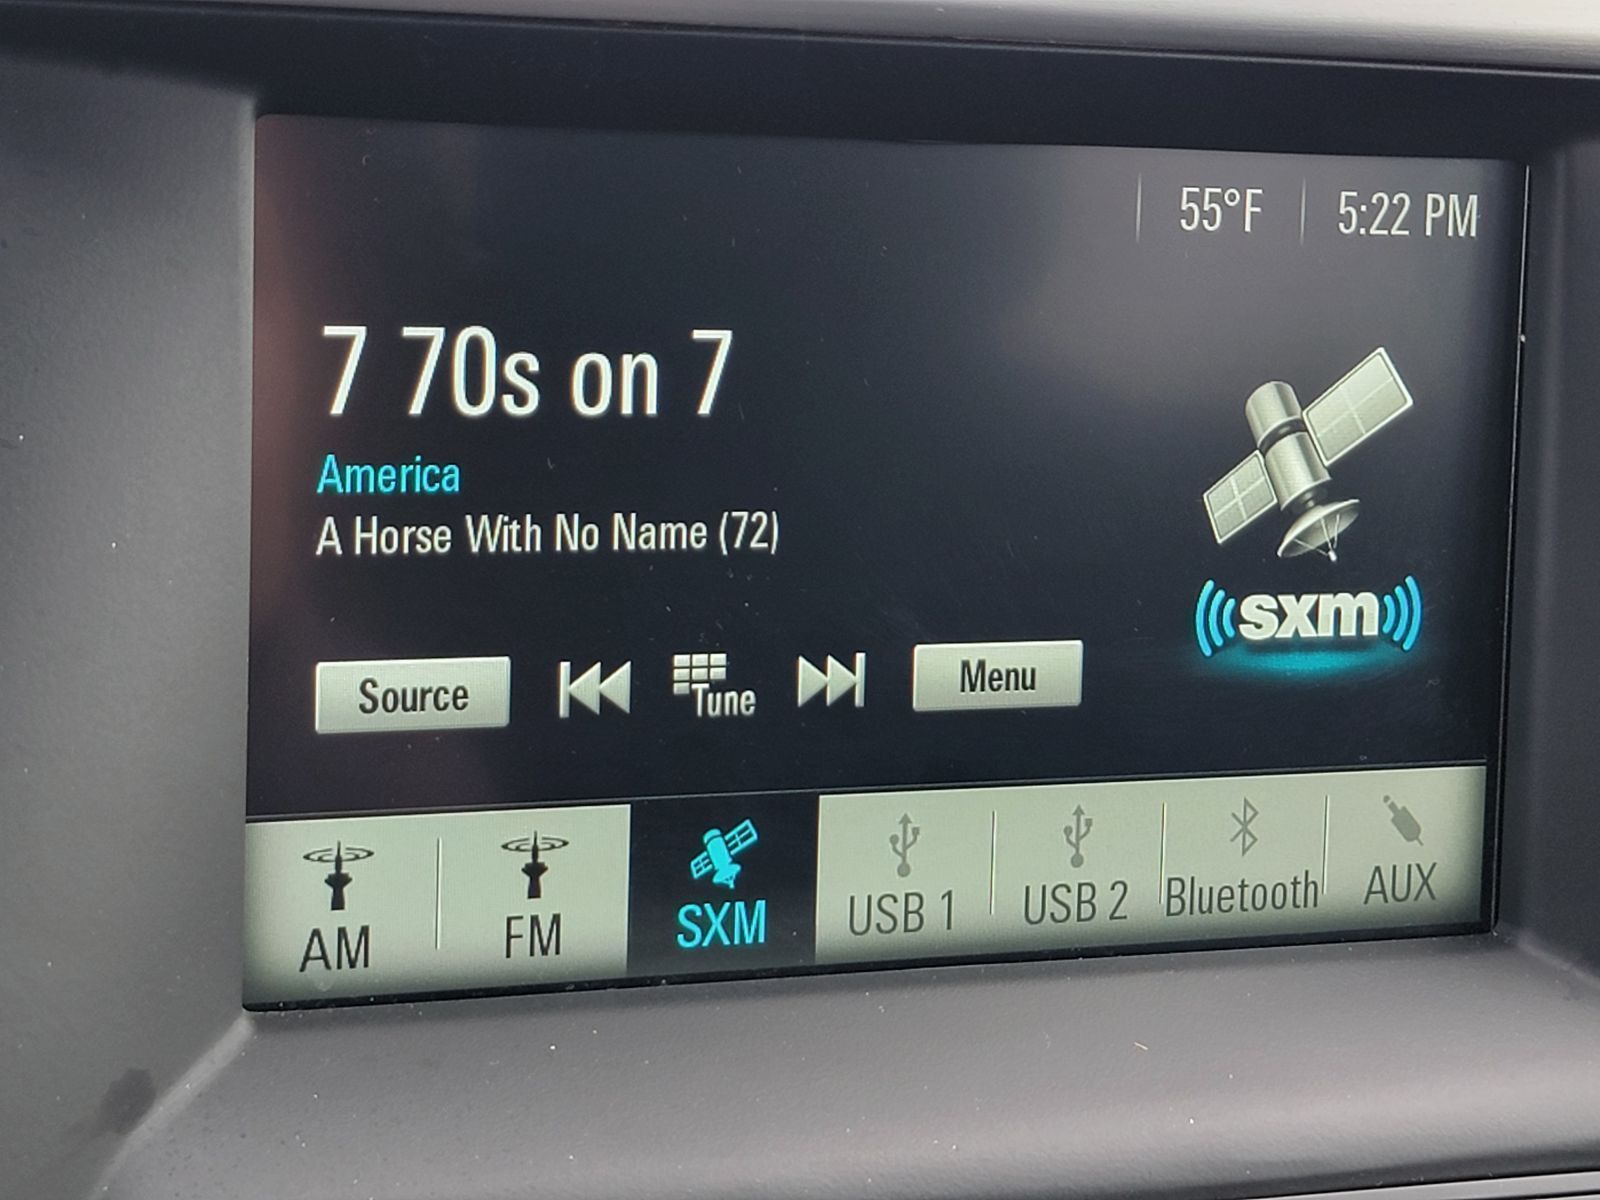 55°F 5:22 PM
7 70s on 7
America
A Horse With No Name (72)
((( sxm )))
Source Tune Menu
AM FM SXM USB 1 USB 2 Bluetooth AUX